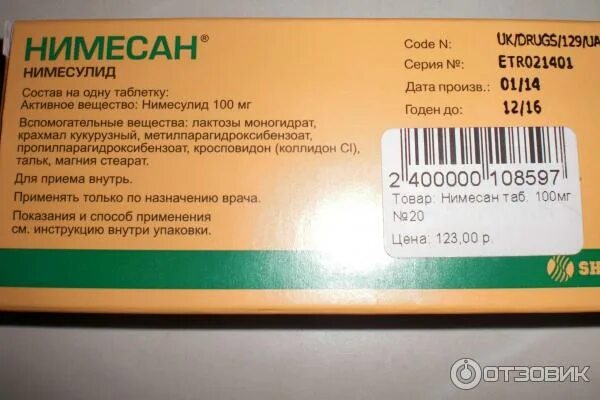 НИМЕСАН®
НИМЕСУЛИД
Состав на одну таблетку:
Активное вещество: Нимесулид 100 мг
Вспомогательные вещества: лактозы моногидрат,
крахмал кукурузный, метилпарагидроксибензоат,
пропилпарагидроксибензоат, кросповидон (коллидон Cl),
тальк, магния стеарат.
Для приема внутрь.
Применять только по назначению врача.
Показания и способ применения
см. инструкцию внутри упаковки.
Code N: UK/DRUGS/129/UA
Серия №: ETR021401
Дата произв.: 01/14
Годен до: 12/16
2 400000 108597
Товар: Нимесан таб. 100мг
№20
Цена: 123,00 р.
SH
ОТЗОВИК